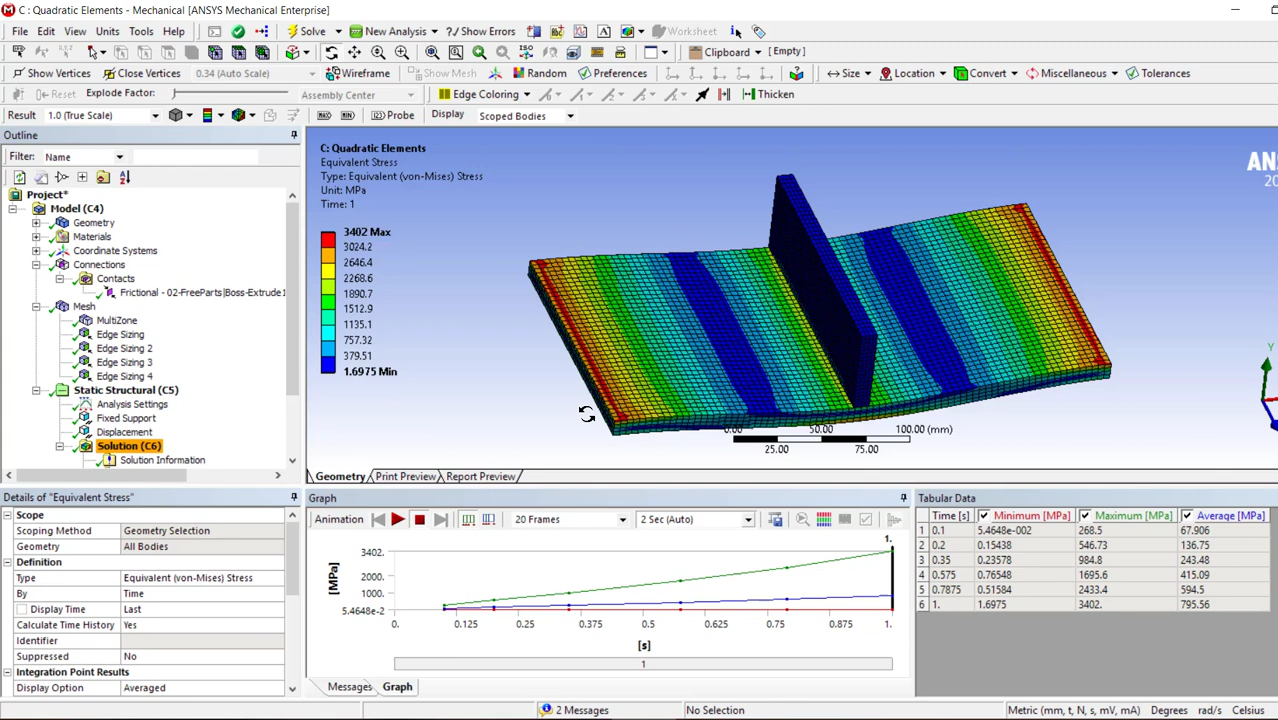 C : Quadratic Elements - Mechanical [ANSYS Mechanical Enterprise]
File Edit View Units Tools Help Solve New Analysis ?/ Show Errors A Worksheet
Clipboard [ Empty ]
Show Vertices Close Vertices 0.34 (Auto Scale) Wireframe Show Mesh Random Preferences Size Location Convert Miscellaneous Tolerances
Reset Explode Factor: Assembly Center Edge Coloring Thicken
Result 1.0 (True Scale) Probe Display Scoped Bodies
Outline
Filter: Name
Project*
Model (C4)
Geometry
Materials
Coordinate Systems
Connections
Contacts
Frictional - 02-FreeParts|Boss-Extrude1
Mesh
MultiZone
Edge Sizing
Edge Sizing 2
Edge Sizing 3
Edge Sizing 4
Static Structural (C5)
Analysis Settings
Fixed Support
Displacement
Solution (C6)
Solution Information
C: Quadratic Elements
Equivalent Stress
Type: Equivalent (von-Mises) Stress
Unit: MPa
Time: 1
3402 Max
3024.2
2646.4
2268.6
1890.7
1512.9
1135.1
757.32
379.51
1.6975 Min
ANS
20
Y
0.00 50.00 100.00 (mm)
25.00 75.00
Geometry Print Preview Report Preview
Details of "Equivalent Stress"
Scope
Scoping Method Geometry Selection
Geometry All Bodies
Definition
Type Equivalent (von-Mises) Stress
By Time
Display Time Last
Calculate Time History Yes
Identifier
Suppressed No
Integration Point Results
Display Option Averaged
Graph
Animation 20 Frames 2 Sec (Auto)
1.
3402.
2000.
1000.
5.4648e-2
[MPa]
0. 0.125 0.25 0.375 0.5 0.625 0.75 0.875 1.
[s]
1
Messages Graph
Tabular Data
Time [s] Minimum [MPa] Maximum [MPa] Average [MPa]
1 0.1 5.4648e-002 268.5 67.906
2 0.2 0.15438 546.73 136.75
3 0.35 0.23578 984.8 243.48
4 0.575 0.76548 1695.6 415.09
5 0.7875 0.51584 2433.4 594.5
6 1. 1.6975 3402. 795.56
2 Messages No Selection Metric (mm, t, N, s, mV, mA) Degrees rad/s Celsius